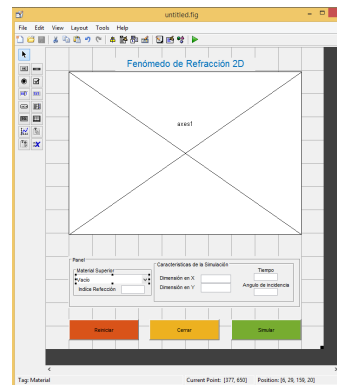 untitled.fig
File Edit View Layout Tools Help
Fenómedo de Refracción 2D
axes1
Panel
Material Superior
Vacio
Indice Refacción
Características de la Simulación
Dimensión en X
Dimensión en Y
Tiempo
Angulo de incidencia
Reiniciar Cerrar Simular
Tag: Material Current Point: [377, 650] Position: [6, 29, 159, 20]